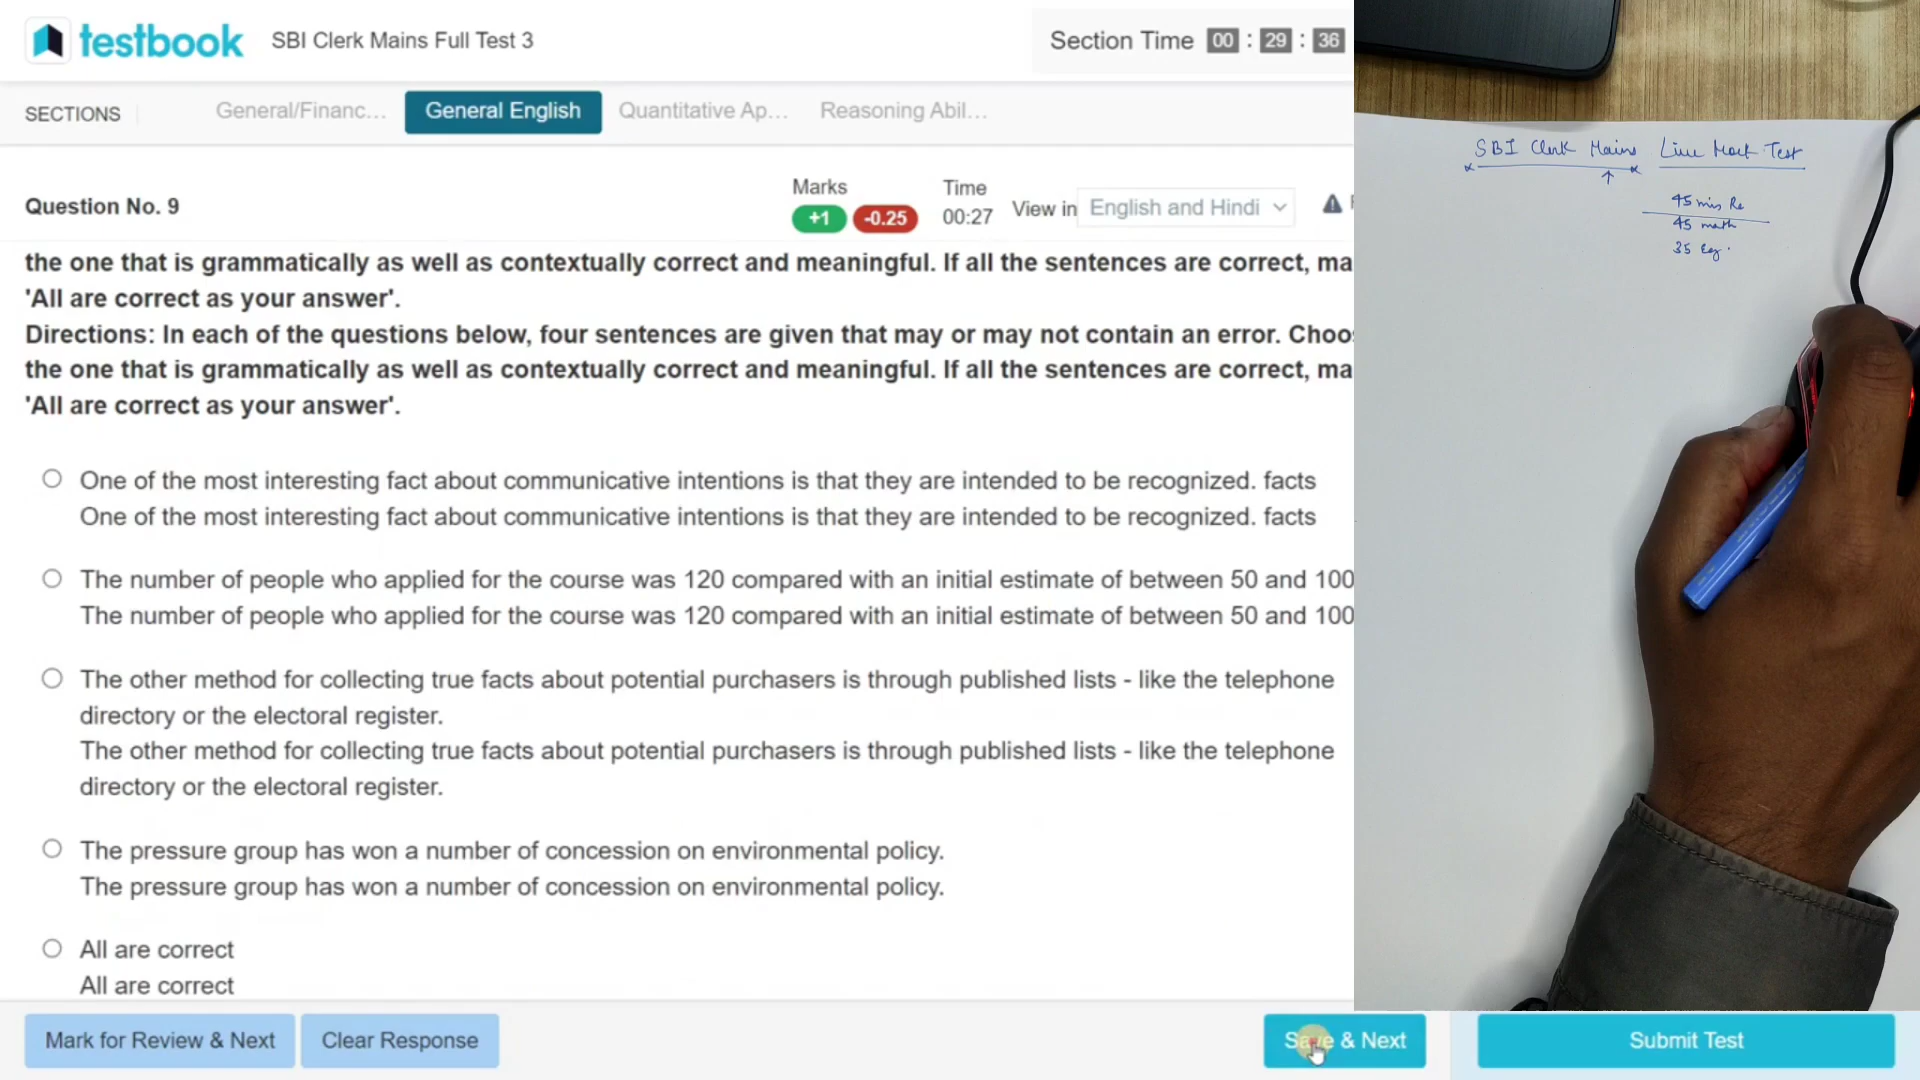 testbook
SBI Clerk Mains Full Test 3
Section Time 00 : 29 : 36
SECTIONS
General/Financ...
General English
Quantitative Ap...
Reasoning Abil...
Question No. 9
Marks
+1 -0.25
Time
00:27
View in English and Hindi
the one that is grammatically as well as contextually correct and meaningful. If all the sentences are correct, ma
'All are correct as your answer'.
Directions: In each of the questions below, four sentences are given that may or may not contain an error. Choo
the one that is grammatically as well as contextually correct and meaningful. If all the sentences are correct, ma
'All are correct as your answer'.
One of the most interesting fact about communicative intentions is that they are intended to be recognized. facts
One of the most interesting fact about communicative intentions is that they are intended to be recognized. facts
The number of people who applied for the course was 120 compared with an initial estimate of between 50 and 100
The number of people who applied for the course was 120 compared with an initial estimate of between 50 and 100
The other method for collecting true facts about potential purchasers is through published lists - like the telephone
directory or the electoral register.
The other method for collecting true facts about potential purchasers is through published lists - like the telephone
directory or the electoral register.
The pressure group has won a number of concession on environmental policy.
The pressure group has won a number of concession on environmental policy.
All are correct
All are correct
Mark for Review & Next
Clear Response
Save & Next
Submit Test
SBI Clerk Mains Live Mock Test
45 mins Re
45 math
35 Eng.